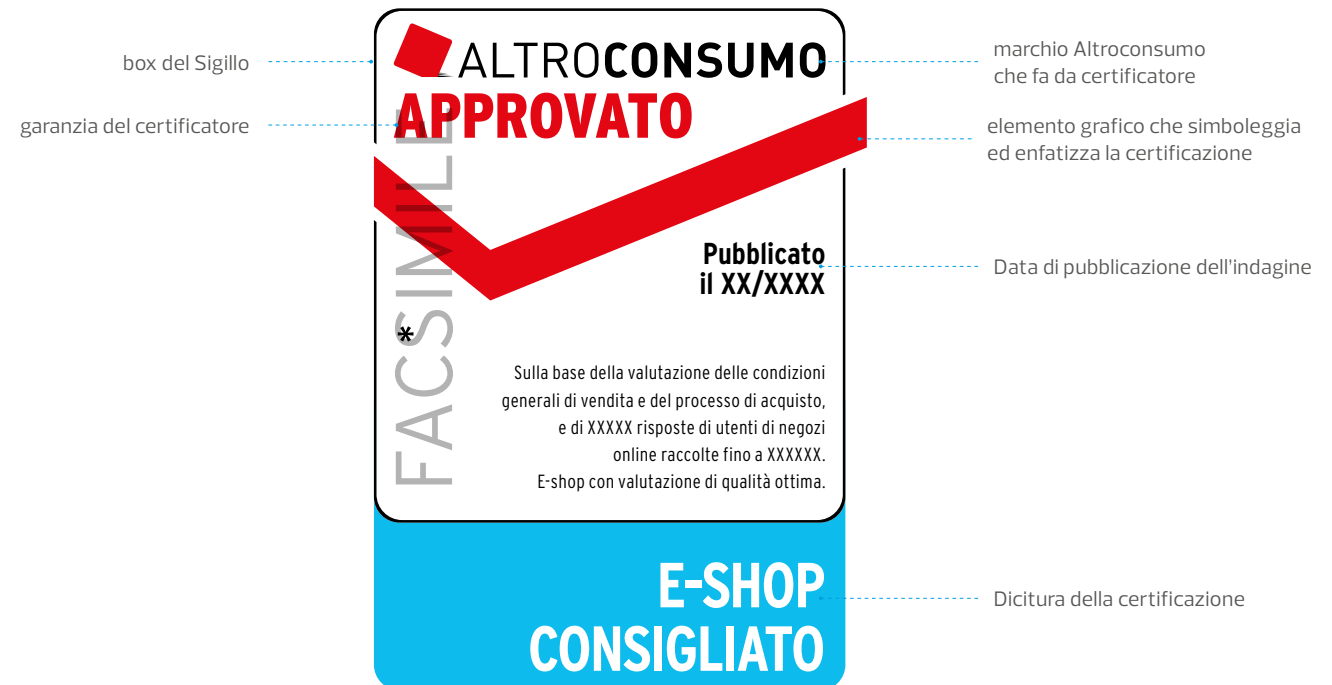 box del Sigillo
garanzia del certificatore
ALTROCONSUMO
APPROVATO
FACSIMILE
*
Pubblicato
il XX/XXXX
Sulla base della valutazione delle condizioni
generali di vendita e del processo di acquisto,
e di XXXXX risposte di utenti di negozi
online raccolte fino a XXXXXX.
E-shop con valutazione di qualità ottima.
E-SHOP
CONSIGLIATO
marchio Altroconsumo
che fa da certificatore
elemento grafico che simboleggia
ed enfatizza la certificazione
Data di pubblicazione dell'indagine
Dicitura della certificazione